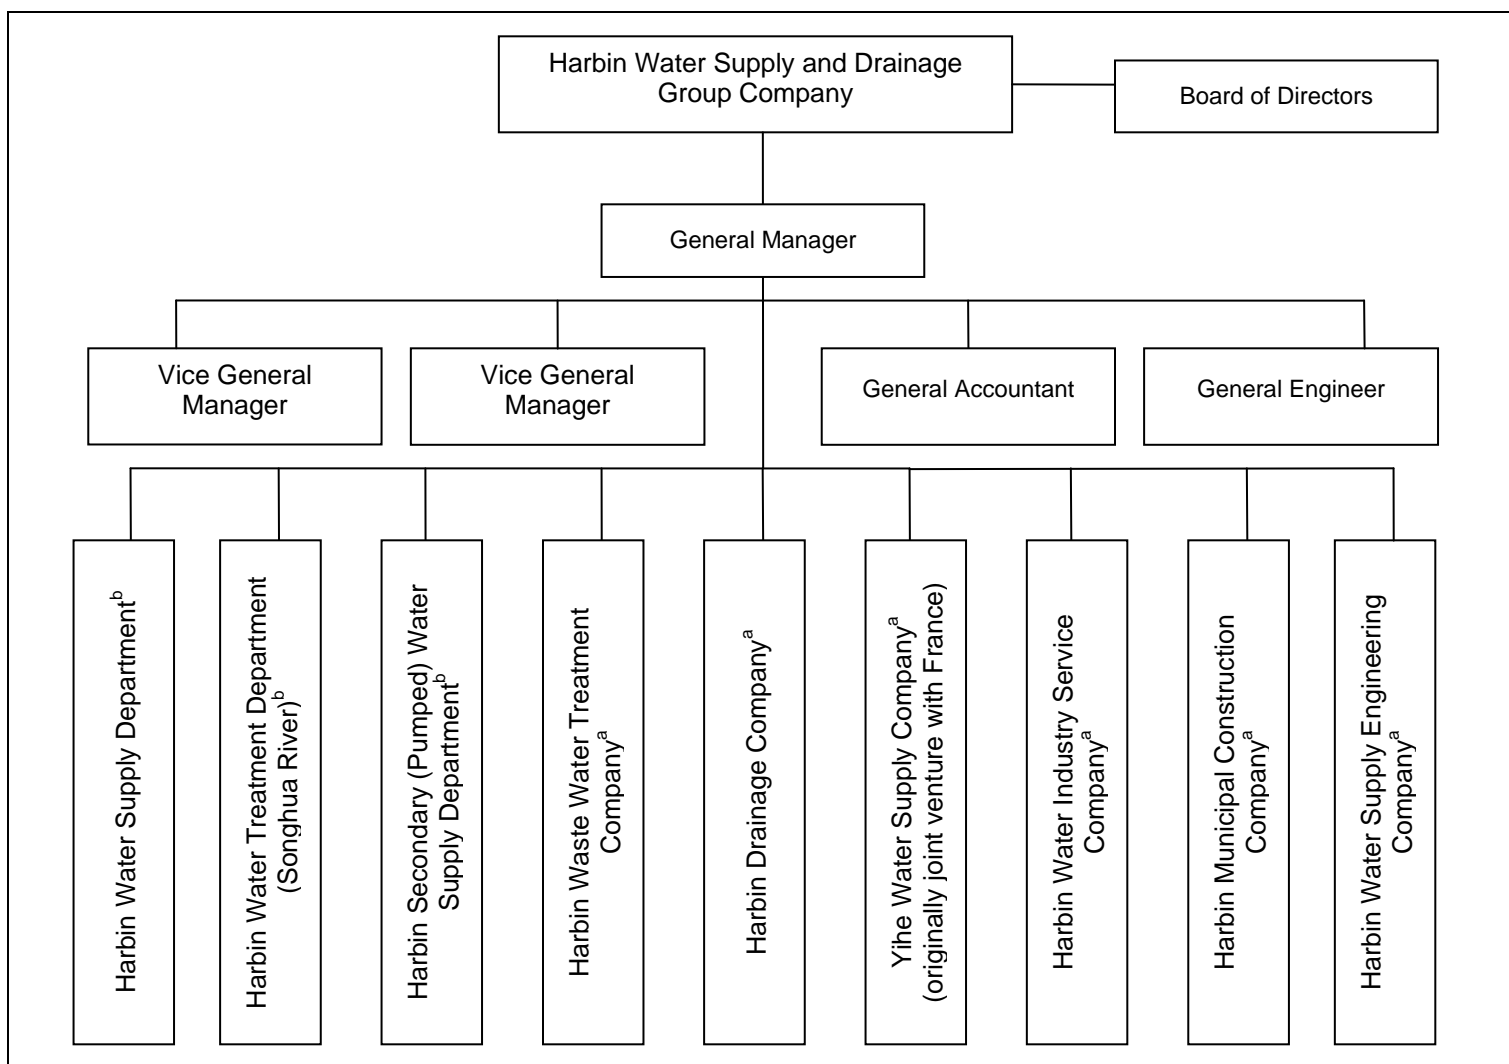 Harbin Water Supply and Drainage
Group Company
Board of Directors
General Manager
Vice General
Manager
Vice General
Manager
General Accountant
General Engineer
Harbin Water Supply Department^b
Harbin Water Treatment Department
(Songhua River)^b
Harbin Secondary (Pumped) Water
Supply Department^b
Harbin Waste Water Treatment
Company^a
Harbin Drainage Company^a
Yihe Water Supply Company^a
(originally joint venture with France)
Harbin Water Industry Service
Company^a
Harbin Municipal Construction
Company^a
Harbin Water Supply Engineering
Company^a